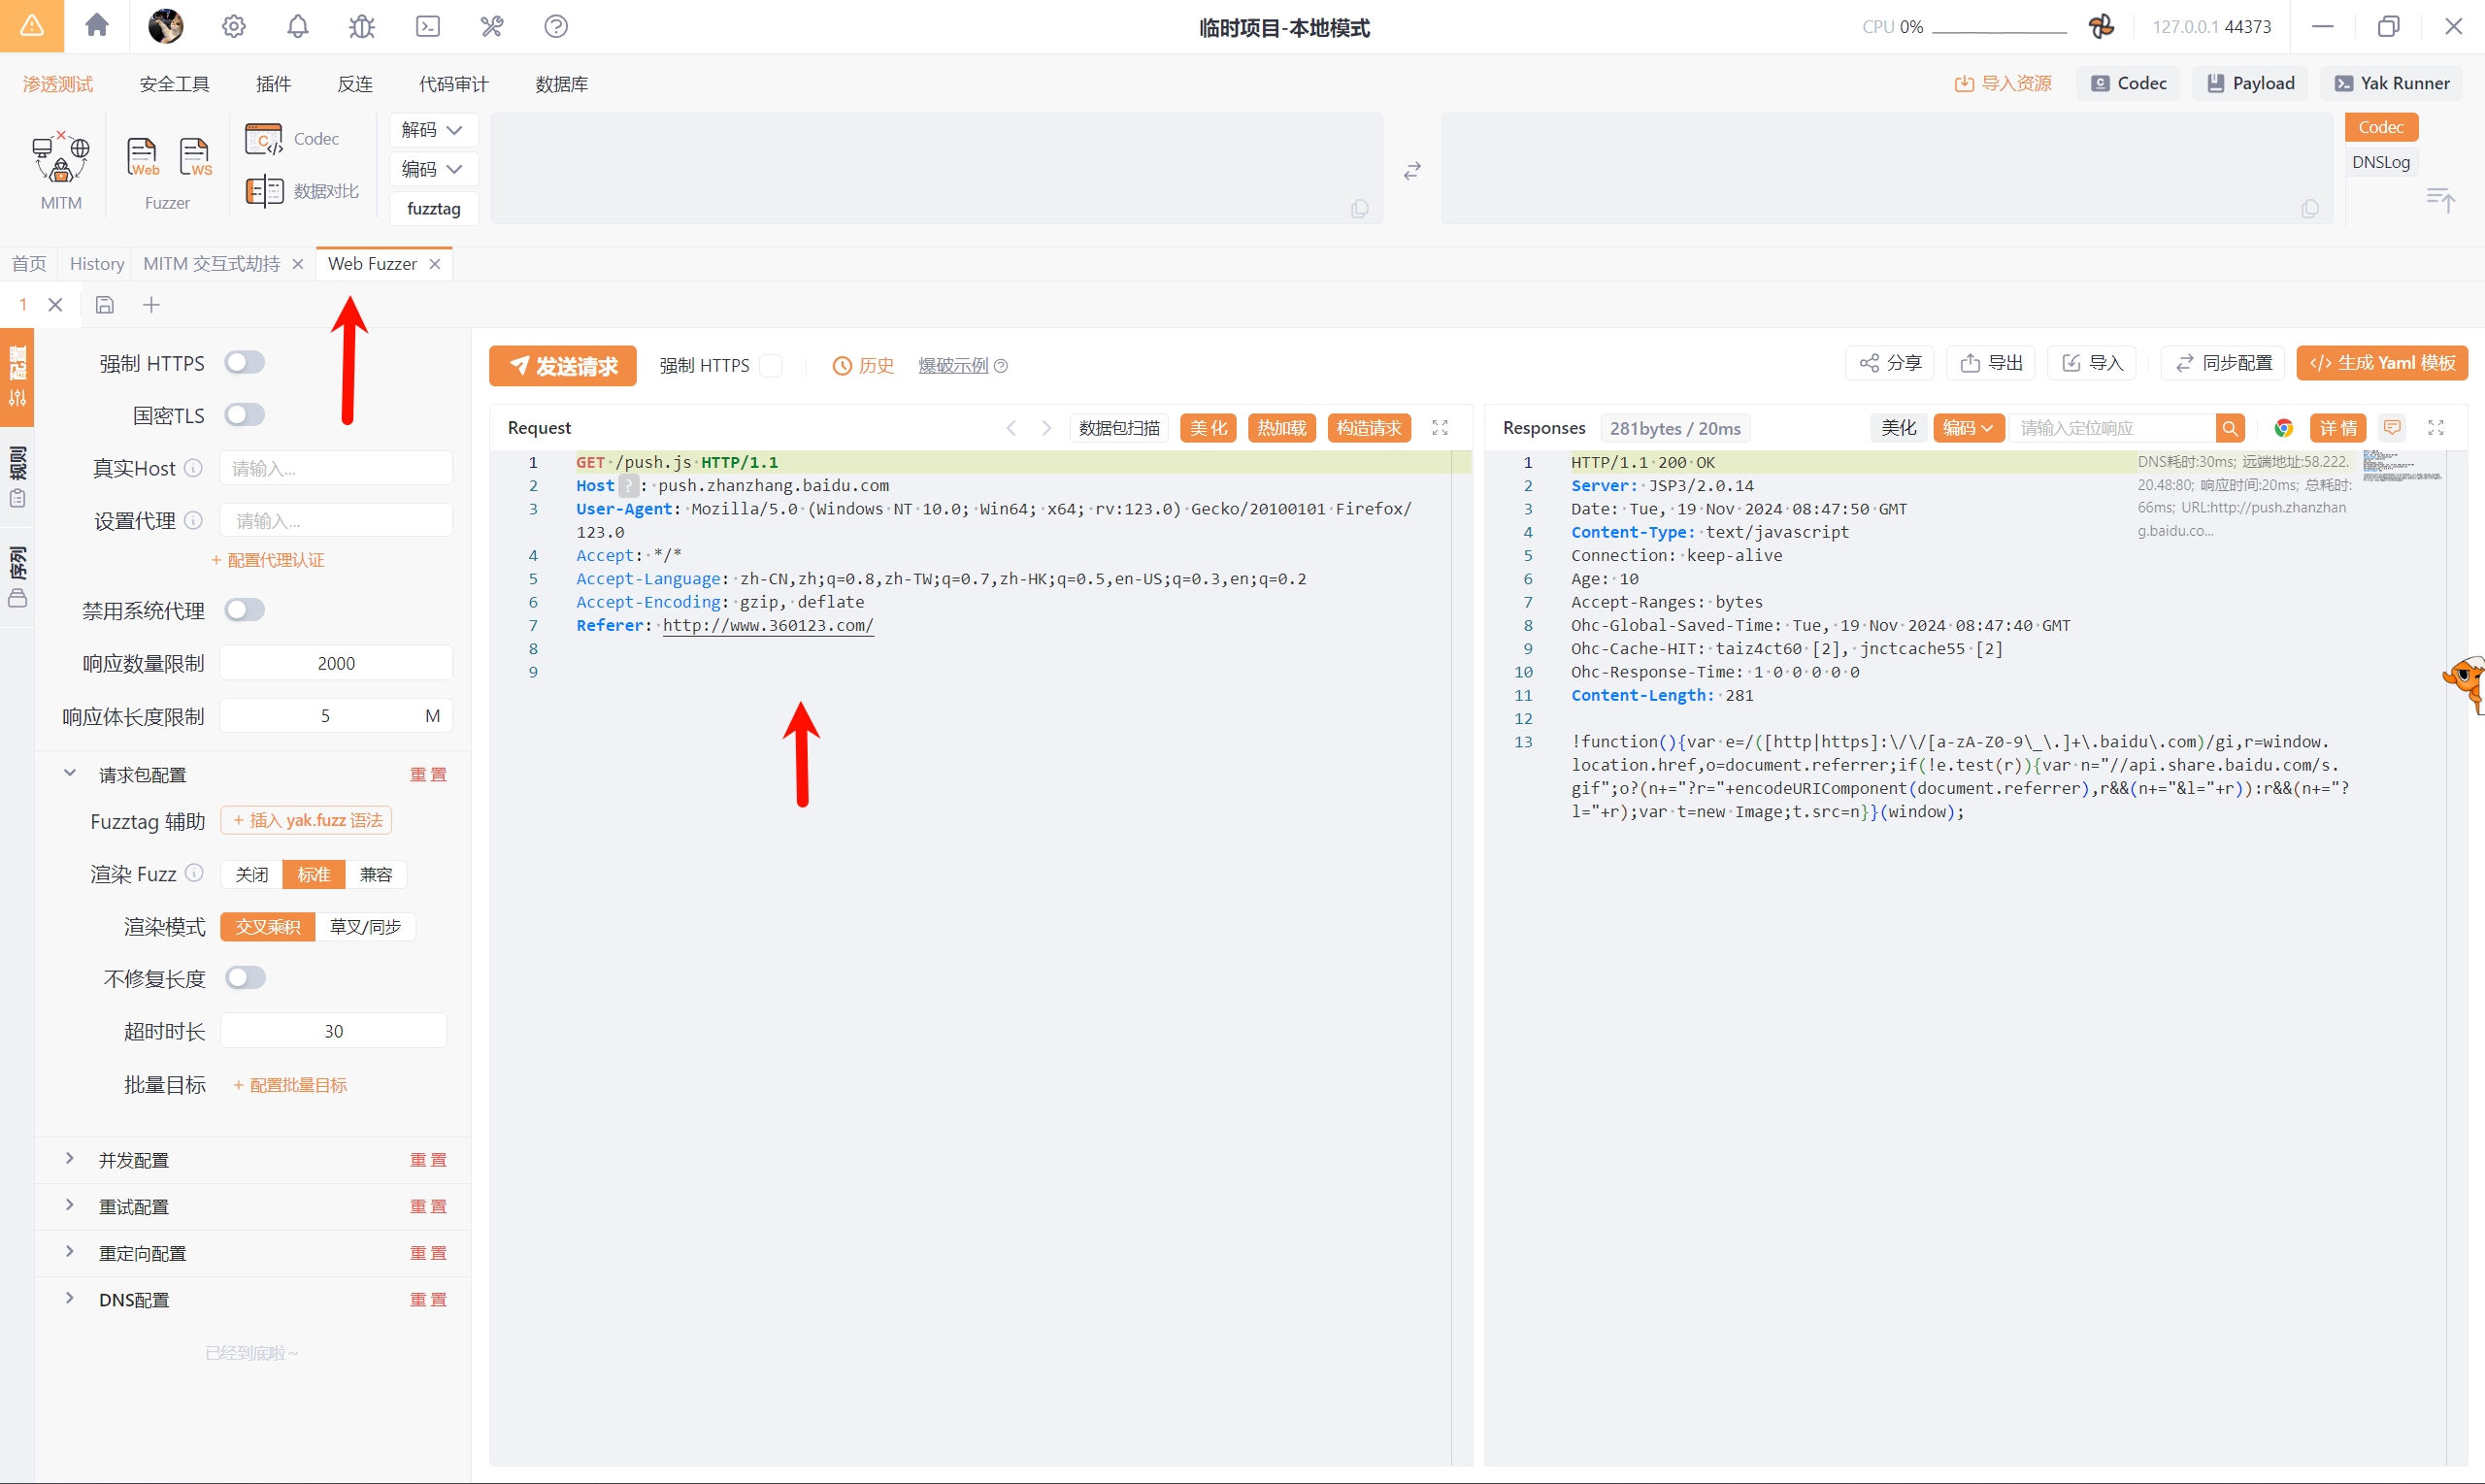 临时项目-本地模式
CPU 0%
127.0.0.1 44373
渗透测试
安全工具
插件
反连
代码审计
数据库
导入资源
Codec
Payload
Yak Runner
MITM
Web
WS
Fuzzer
Codec
数据对比
解码
编码
fuzztag
Codec
DNSLog
首页
History
MITM 交互式劫持
Web Fuzzer
1
配置
规则
序列
强制 HTTPS
国密TLS
真实Host
请输入...
设置代理
请输入...
+ 配置代理认证
禁用系统代理
响应数量限制
2000
响应体长度限制
5
M
请求包配置
重置
Fuzztag 辅助
+ 插入 yak.fuzz 语法
渲染 Fuzz
关闭
标准
兼容
渲染模式
交叉乘积
草叉/同步
不修复长度
超时时长
30
批量目标
+ 配置批量目标
并发配置
重置
重试配置
重置
重定向配置
重置
DNS配置
重置
已经到底啦~
发送请求
强制 HTTPS
历史
爆破示例
分享
导出
导入
同步配置
</> 生成 Yaml 模板
Request
数据包扫描
美化
热加载
构造请求
1 GET /push.js HTTP/1.1
2 Host ? : push.zhanzhang.baidu.com
3 User-Agent: Mozilla/5.0 (Windows NT 10.0; Win64; x64; rv:123.0) Gecko/20100101 Firefox/
123.0
4 Accept: */*
5 Accept-Language: zh-CN,zh;q=0.8,zh-TW;q=0.7,zh-HK;q=0.5,en-US;q=0.3,en;q=0.2
6 Accept-Encoding: gzip, deflate
7 Referer: http://www.360123.com/
8
9
Responses
281bytes / 20ms
美化
编码
请输入定位响应
详情
1 HTTP/1.1 200 OK
2 Server: JSP3/2.0.14
3 Date: Tue, 19 Nov 2024 08:47:50 GMT
4 Content-Type: text/javascript
5 Connection: keep-alive
6 Age: 10
7 Accept-Ranges: bytes
8 Ohc-Global-Saved-Time: Tue, 19 Nov 2024 08:47:40 GMT
9 Ohc-Cache-HIT: taiz4ct60 [2], jnctcache55 [2]
10 Ohc-Response-Time: 1 0 0 0 0 0
11 Content-Length: 281
12
13 !function(){var e=/([http|https]:\/\/[a-zA-Z0-9\_\.]+\.baidu\.com)/gi,r=window.
location.href,o=document.referrer;if(!e.test(r)){var n="//api.share.baidu.com/s.
gif";o?(n+="?r="+encodeURIComponent(document.referrer),r&&(n+="&l="+r)):r&&(n+="?
l="+r);var t=new Image;t.src=n}}(window);
DNS耗时:30ms; 远端地址:58.222.
20.48:80; 响应时间:20ms; 总耗时:
66ms; URL:http://push.zhanzhan
g.baidu.co...